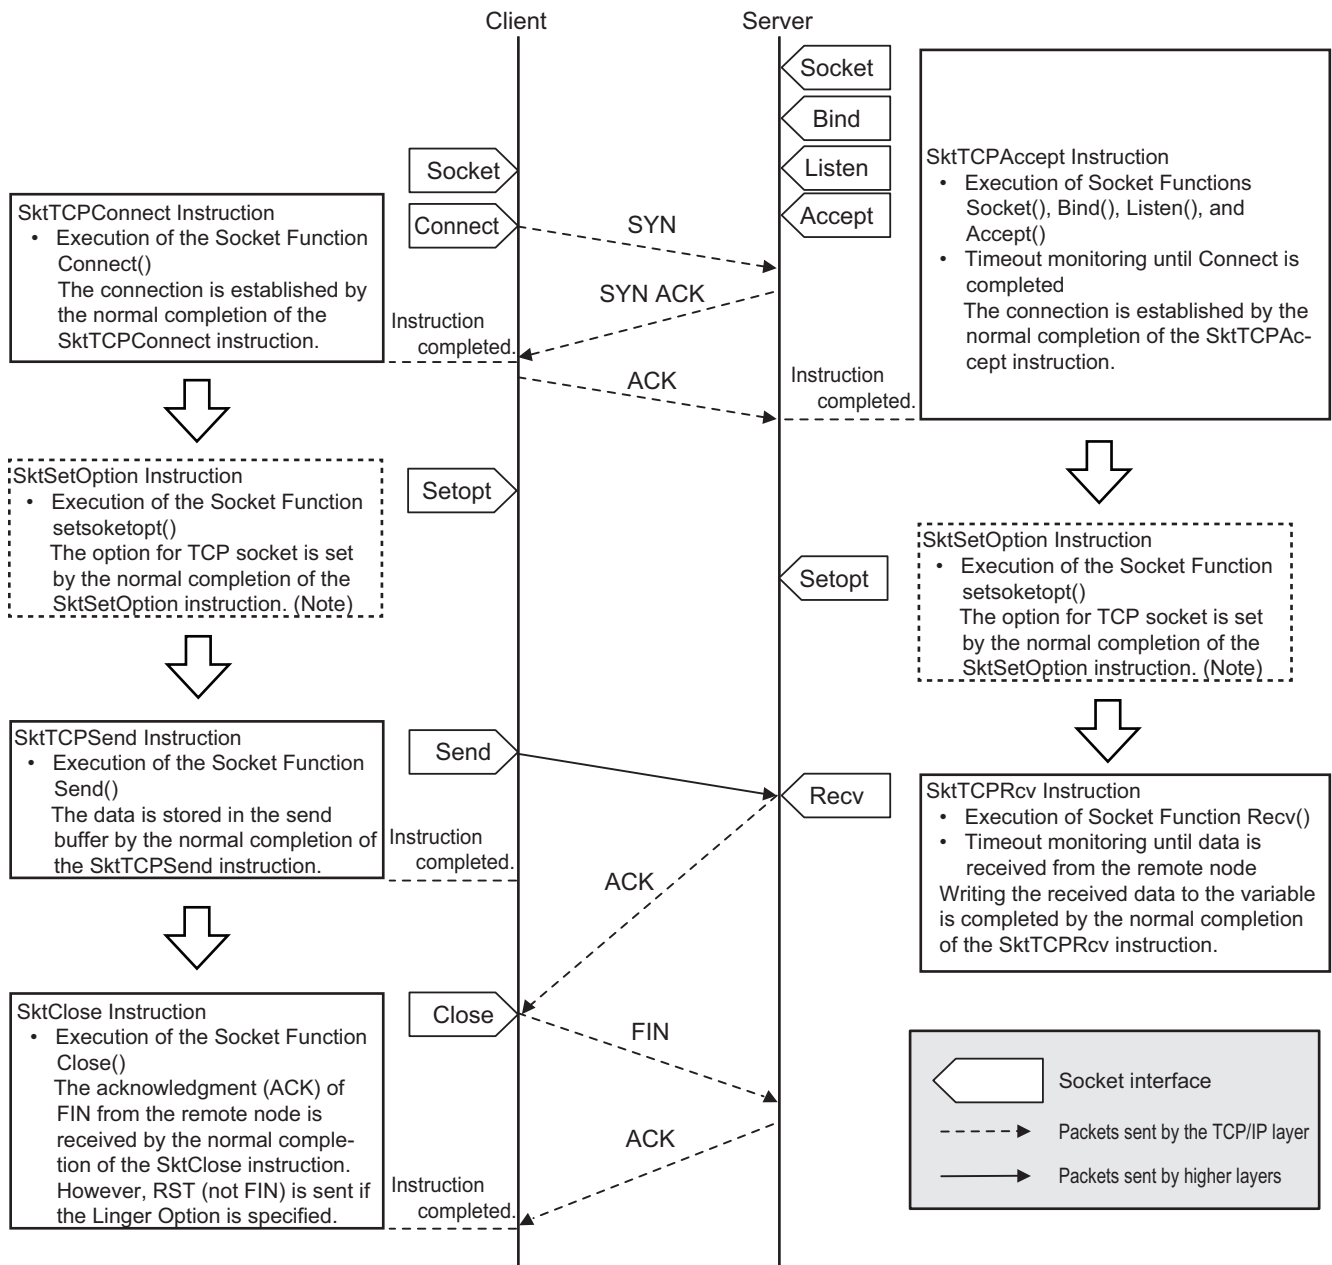 Client
Server
Socket
Bind
Listen
Accept
SktTCPAccept Instruction
• Execution of Socket Functions
Socket(), Bind(), Listen(), and
Accept()
• Timeout monitoring until Connect is
completed
The connection is established by the
normal completion of the SktTCPAc-
cept instruction.
Socket
Connect
SktTCPConnect Instruction
• Execution of the Socket Function
Connect()
The connection is established by
the normal completion of the
SktTCPConnect instruction.
SYN
SYN ACK
Instruction
completed.
ACK
Instruction
completed.
SktSetOption Instruction
• Execution of the Socket Function
setsoketopt()
The option for TCP socket is set
by the normal completion of the
SktSetOption instruction. (Note)
Setopt
Setopt
SktSetOption Instruction
• Execution of the Socket Function
setsoketopt()
The option for TCP socket is set
by the normal completion of the
SktSetOption instruction. (Note)
SktTCPSend Instruction
• Execution of the Socket Function
Send()
The data is stored in the send
buffer by the normal completion of
the SktTCPSend instruction.
Send
Instruction
completed.
Recv
ACK
SktTCPRcv Instruction
• Execution of Socket Function Recv()
• Timeout monitoring until data is
received from the remote node
Writing the received data to the variable
is completed by the normal completion
of the SktTCPRcv instruction.
SktClose Instruction
• Execution of the Socket Function
Close()
The acknowledgment (ACK) of
FIN from the remote node is
received by the normal comple-
tion of the SktClose instruction.
However, RST (not FIN) is sent if
the Linger Option is specified.
Close
FIN
ACK
Instruction
completed.
Socket interface
Packets sent by the TCP/IP layer
Packets sent by higher layers